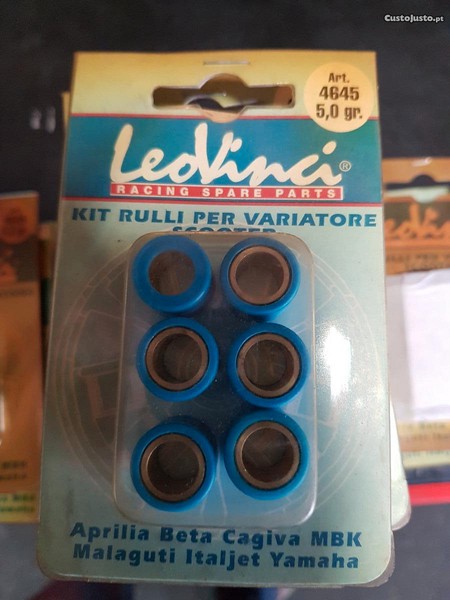 CustoJusto.pt
Art.
4645
5,0 gr.
LeoVinci®
RACING SPARE PARTS
KIT RULLI PER VARIATORE
SCOOTER
Aprilia Beta Cagiva MBK
Malaguti Italjet Yamaha